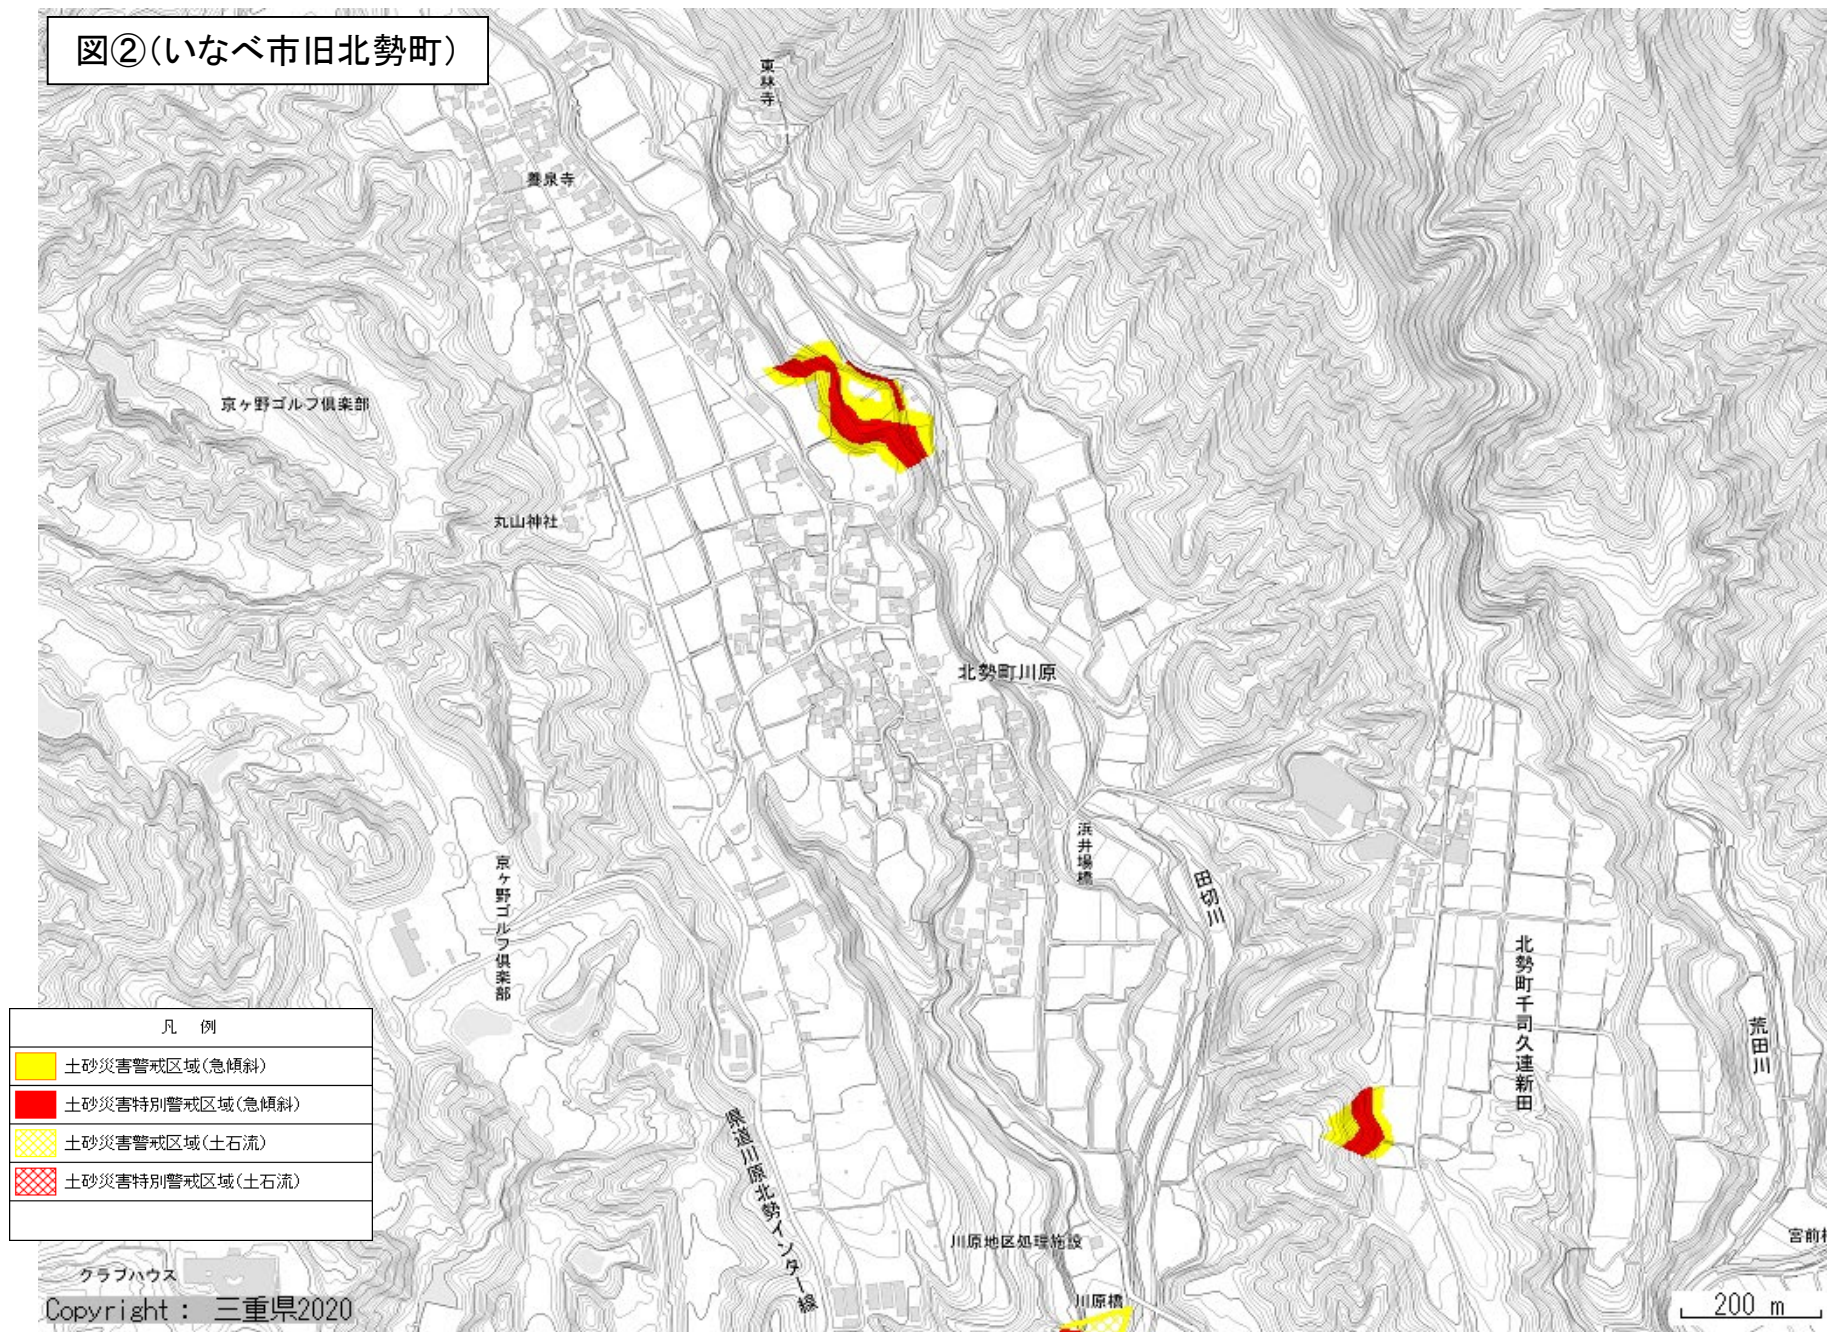 図②(いなべ市旧北勢町)
東林寺
養泉寺
京ヶ野ゴルフ倶楽部
丸山神社
北勢町川原
浜井場橋
田切川
京ヶ野ゴルフ倶楽部
北勢町千司久連新田
荒田川
凡 例
土砂災害警戒区域(急傾斜)
土砂災害特別警戒区域(急傾斜)
土砂災害警戒区域(土石流)
土砂災害特別警戒区域(土石流)
県道川原北勢インター線
川原地区処理施設
宮前
クラブハウス
川原橋
Copyright : 三重県2020
200 m